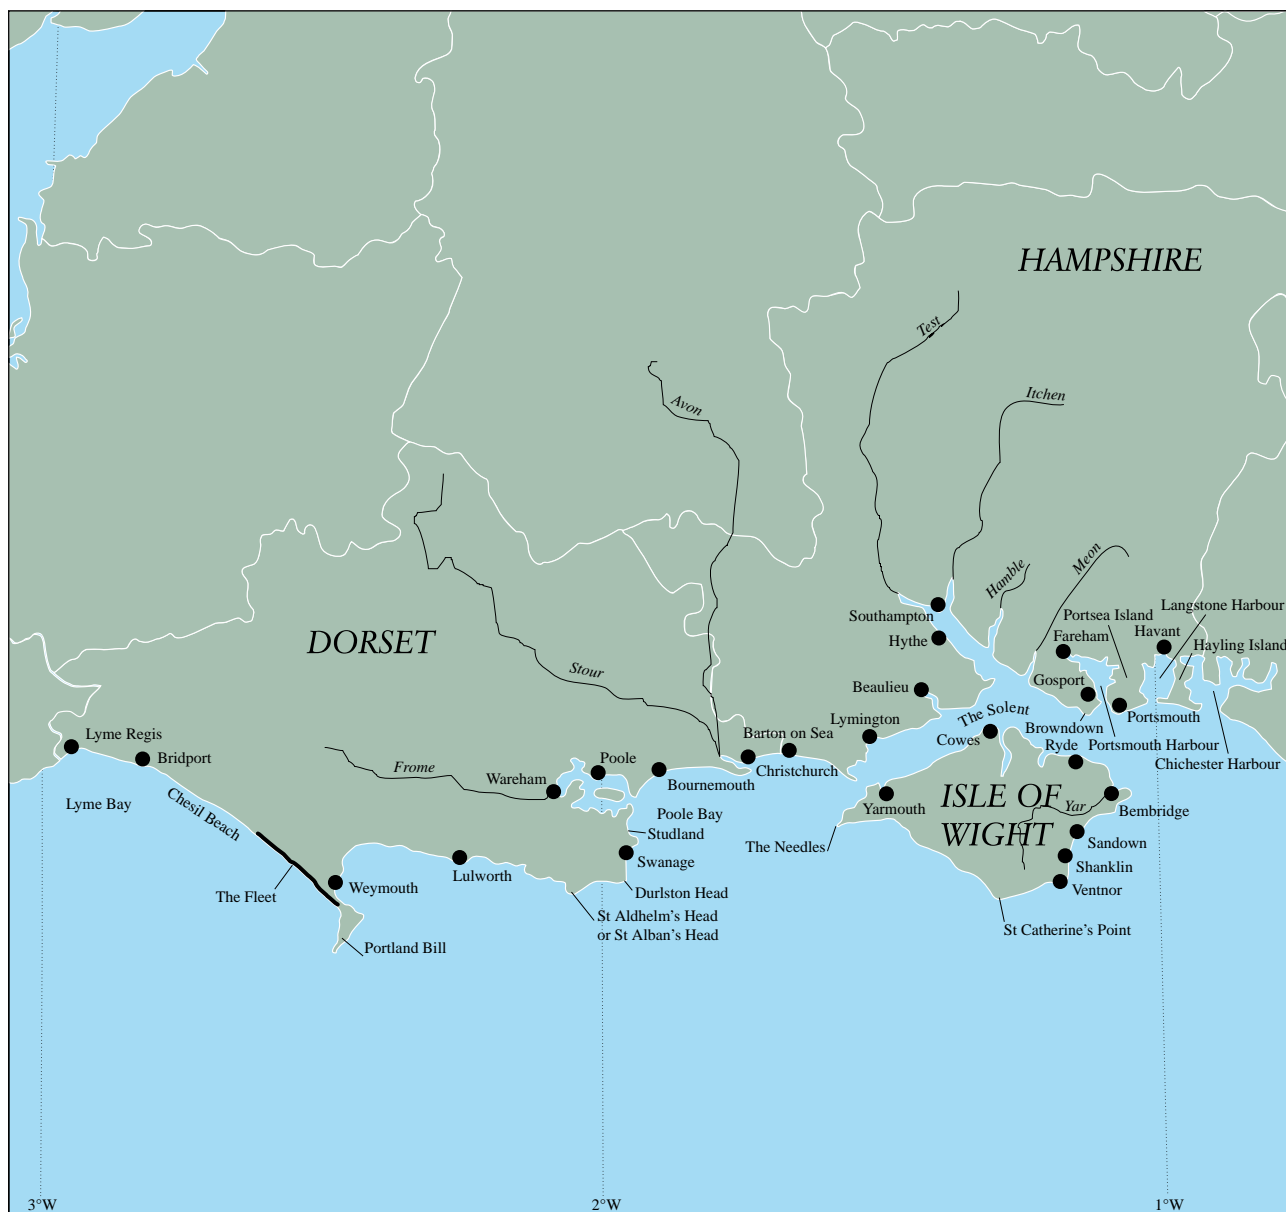 HAMPSHIRE
Test
Itchen
Avon
Meon
Hamble
Langstone Harbour
Portsea Island
Southampton
Havant
DORSET
Hythe
Fareham
Hayling Island
Stour
Beaulieu
Gosport
The Solent
Portsmouth
Lymington
Browndown
Lyme Regis
Barton on Sea
Cowes
Ryde
Portsmouth Harbour
Bridport
Poole
Christchurch
Chichester Harbour
Frome
Wareham
Bournemouth
Lyme Bay
Chesil Beach
Yarmouth
ISLE OF
WIGHT
Yar
Bembridge
Poole Bay
Studland
The Needles
Sandown
Swanage
Shanklin
Lulworth
Weymouth
Ventnor
The Fleet
Durlston Head
St Aldhelm's Head
or St Alban's Head
St Catherine's Point
Portland Bill
3°W
2°W
1°W